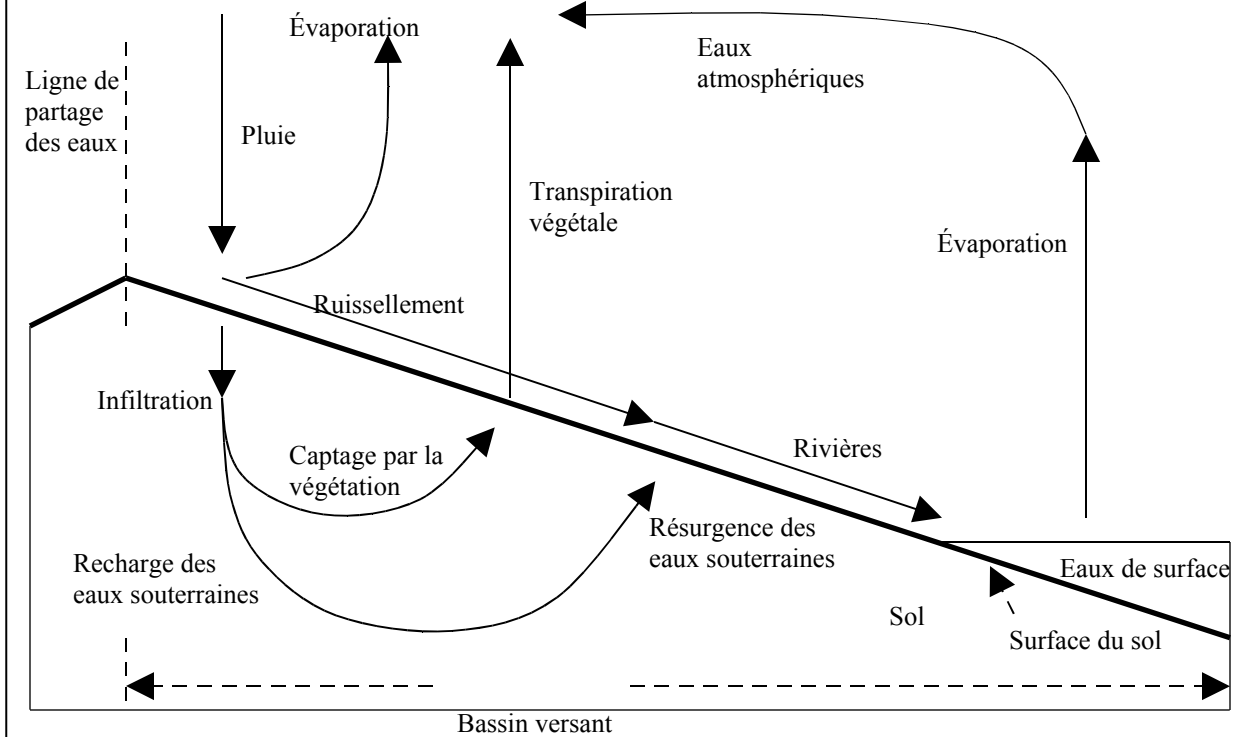 Évaporation
Ligne de
partage
des eaux
Pluie
Eaux
atmosphériques
Transpiration
végétale
Évaporation
Ruissellement
Infiltration
Captage par la
végétation
Rivières
Recharge des
eaux souterraines
Résurgence des
eaux souterraines
Eaux de surface
Sol
Surface du sol
Bassin versant